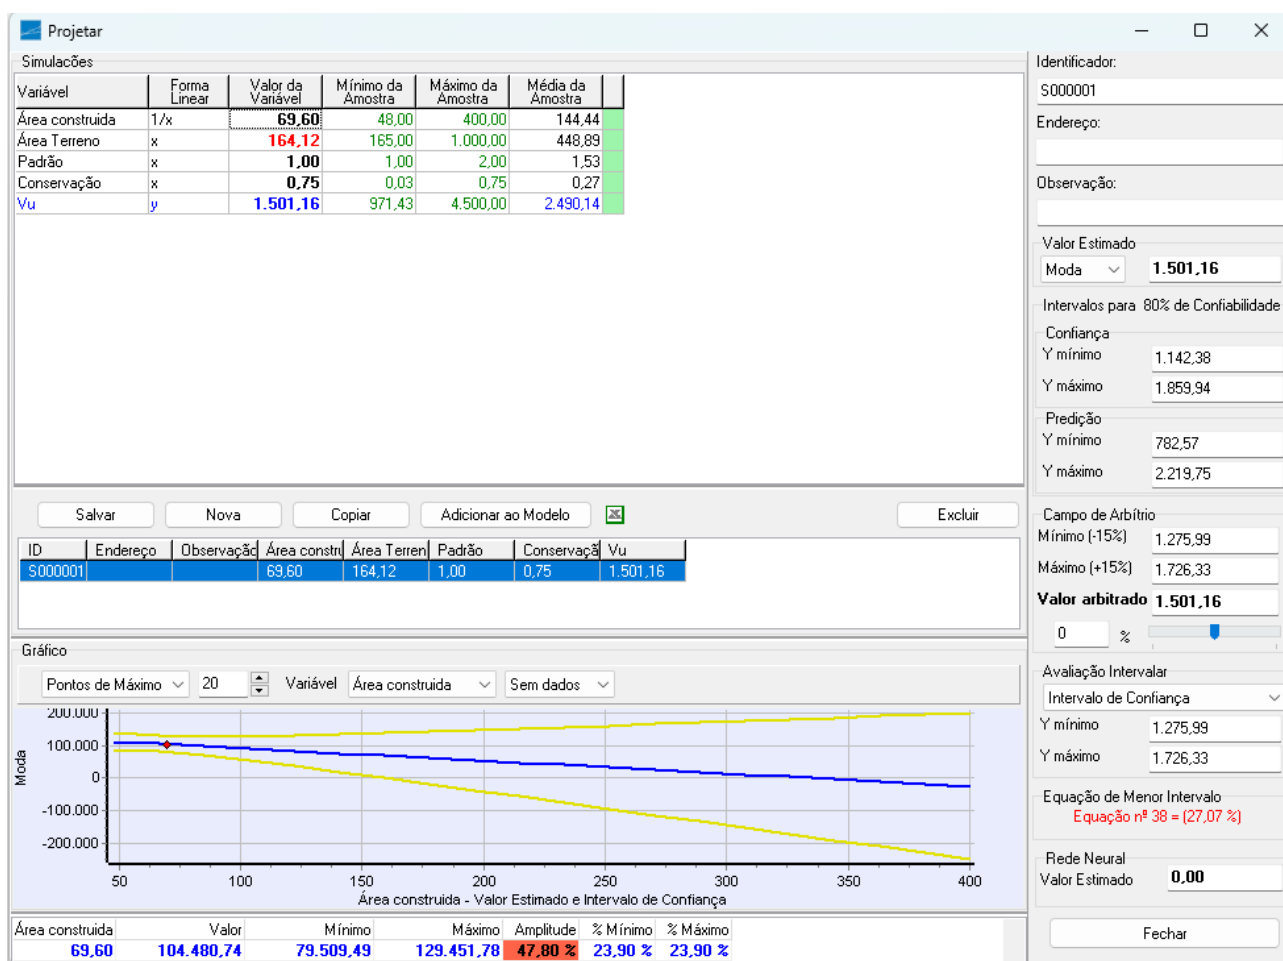 Projetar
Simulações
Variável Forma Linear Valor da Variável Mínimo da Amostra Máximo da Amostra Média da Amostra
Área construida 1/x 69,60 48,00 400,00 144,44
Área Terreno x 164,12 165,00 1.000,00 448,89
Padrão x 1,00 1,00 2,00 1,53
Conservação x 0,75 0,03 0,75 0,27
Vu y 1.501,16 971,43 4.500,00 2.490,14
Salvar Nova Copiar Adicionar ao Modelo Excluir
ID Endereço Observação Área constru Área Terren Padrão Conservaçã Vu
S000001 69,60 164,12 1,00 0,75 1.501,16
Gráfico
Pontos de Máximo 20 Variável Área construida Sem dados
Moda
200.000
100.000
0
-100.000
-200.000
50 100 150 200 250 300 350 400
Área construida - Valor Estimado e Intervalo de Confiança
Área construida Valor Mínimo Máximo Amplitude % Mínimo % Máximo
69,60 104.480,74 79.509,49 129.451,78 47,80 % 23,90 % 23,90 %
Identificador:
S000001
Endereço:
Observação:
Valor Estimado
Moda 1.501,16
Intervalos para 80% de Confiabilidade
Confiança
Y mínimo 1.142,38
Y máximo 1.859,94
Predição
Y mínimo 782,57
Y máximo 2.219,75
Campo de Arbítrio
Mínimo (-15%) 1.275,99
Máximo (+15%) 1.726,33
Valor arbitrado 1.501,16
0 %
Avaliação Intervalar
Intervalo de Confiança
Y mínimo 1.275,99
Y máximo 1.726,33
Equação de Menor Intervalo
Equação nº 38 = (27,07 %)
Rede Neural
Valor Estimado 0,00
Fechar